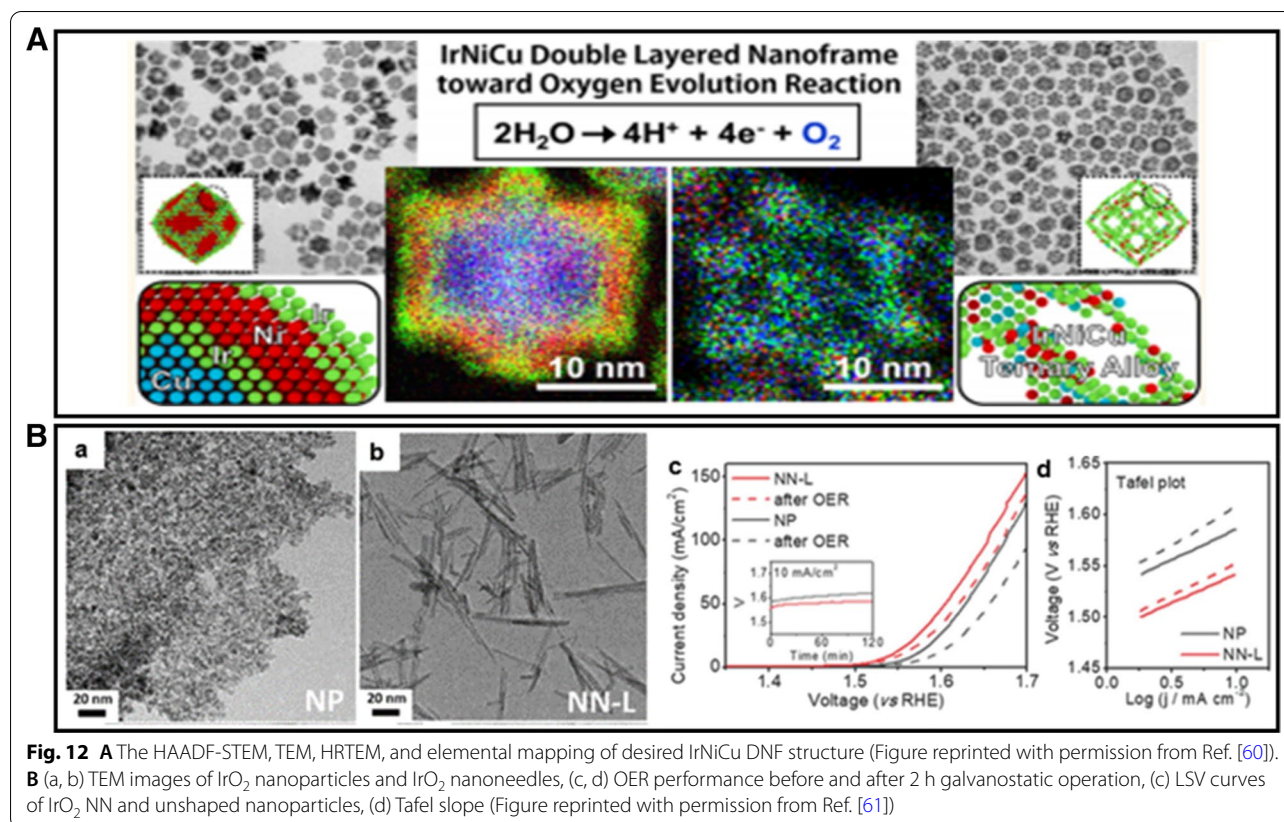 A
IrNiCu Double Layered Nanoframe
toward Oxygen Evolution Reaction
2H₂O → 4H⁺ + 4e⁻ + O₂
Ir
Ni
Ir
Cu
10 nm
10 nm
IrNiCu
Ternary Alloy
B
a
20 nm
NP
b
20 nm
NN-L
c
Current density (mA/cm²)
150
100
50
0
NN-L
after OER
NP
after OER
10 mA/cm²
V
1.7
1.6
1.5
0 60 120
Time (min)
1.4 1.5 1.6 1.7
Voltage (vs RHE)
d
Tafel plot
Voltage (V vs RHE)
1.65
1.60
1.55
1.50
1.45
NP
NN-L
0.0 0.5 1.0
Log (j / mA cm⁻²)
Fig. 12 A The HAADF-STEM, TEM, HRTEM, and elemental mapping of desired IrNiCu DNF structure (Figure reprinted with permission from Ref. [60]).
B (a, b) TEM images of IrO₂ nanoparticles and IrO₂ nanoneedles, (c, d) OER performance before and after 2 h galvanostatic operation, (c) LSV curves
of IrO₂ NN and unshaped nanoparticles, (d) Tafel slope (Figure reprinted with permission from Ref. [61])